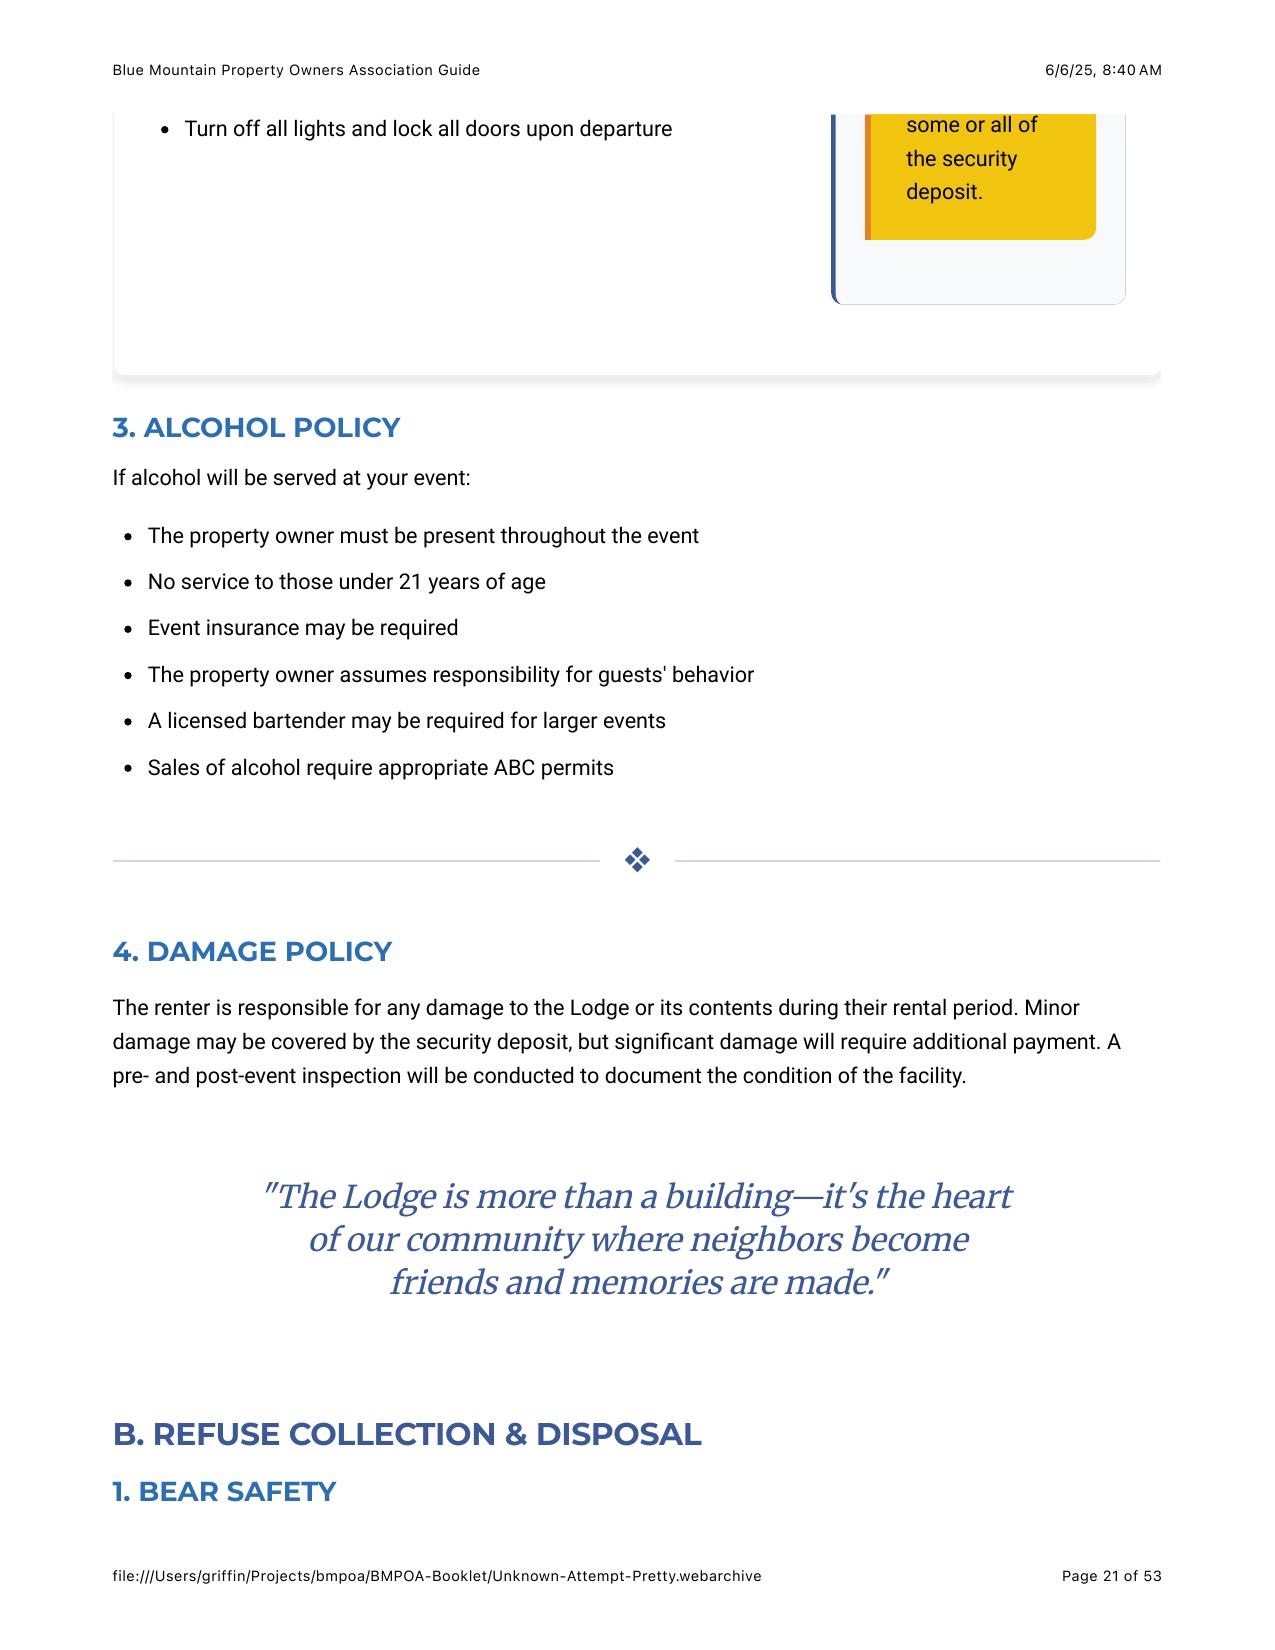 Blue Mountain Property Owners Association Guide
6/6/25, 8:40 AM
• Turn off all lights and lock all doors upon departure
some or all of
the security
deposit.
3. ALCOHOL POLICY
If alcohol will be served at your event:
• The property owner must be present throughout the event
• No service to those under 21 years of age
• Event insurance may be required
• The property owner assumes responsibility for guests' behavior
• A licensed bartender may be required for larger events
• Sales of alcohol require appropriate ABC permits
❖
4. DAMAGE POLICY
The renter is responsible for any damage to the Lodge or its contents during their rental period. Minor
damage may be covered by the security deposit, but significant damage will require additional payment. A
pre- and post-event inspection will be conducted to document the condition of the facility.
"The Lodge is more than a building—it's the heart
of our community where neighbors become
friends and memories are made."
B. REFUSE COLLECTION & DISPOSAL
1. BEAR SAFETY
file:///Users/griffin/Projects/bmpoa/BMPOA-Booklet/Unknown-Attempt-Pretty.webarchive
Page 21 of 53